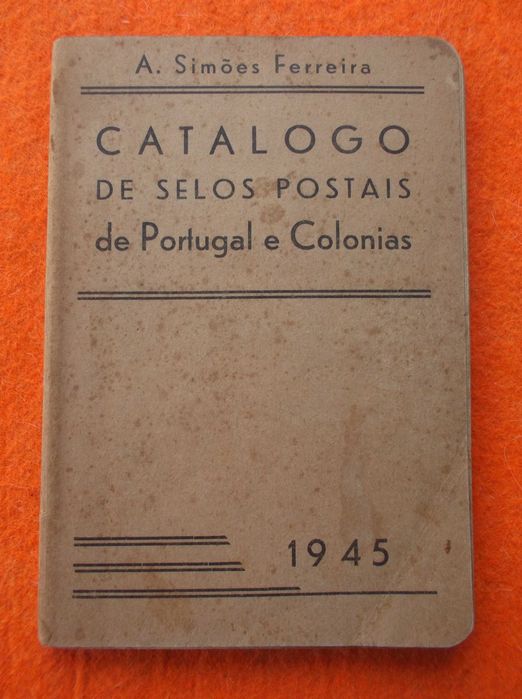 A. Simões Ferreira
CATALOGO
DE SELOS POSTAIS
de Portugal e Colonias
1945